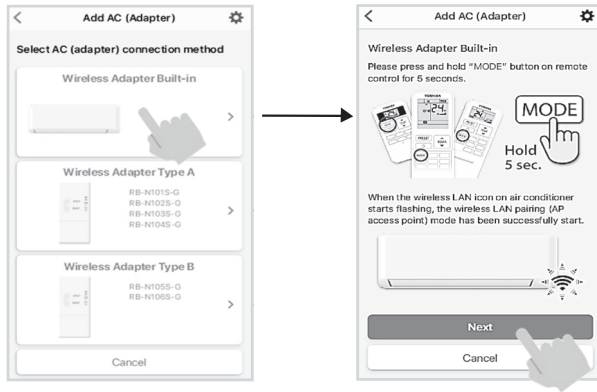 Add AC (Adapter)
Select AC (adapter) connection method
Wireless Adapter Built-in
Wireless Adapter Type A
RB-N101S-G
RB-N102S-G
RB-N103S-G
RB-N104S-G
Wireless Adapter Type B
RB-N105S-G
RB-N106S-G
Cancel
Add AC (Adapter)
Wireless Adapter Built-in
Please press and hold "MODE" button on remote
control for 5 seconds.
TOSHIBA
PRESET
MODE
Hold
5 sec.
When the wireless LAN icon on air conditioner
starts flashing, the wireless LAN pairing (AP
access point) mode has been successfully start.
Next
Cancel